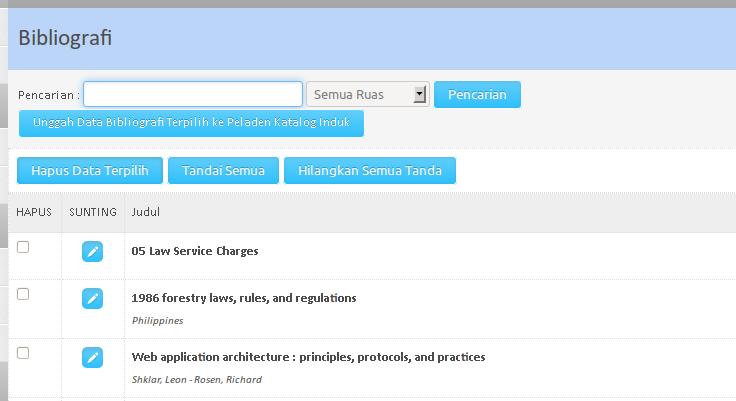 Bibliografi
Pencarian : Semua Ruas Pencarian
Unggah Data Bibliografi Terpilih ke Peladen Katalog Induk
Hapus Data Terpilih Tandai Semua Hilangkan Semua Tanda
HAPUS SUNTING Judul
05 Law Service Charges
1986 forestry laws, rules, and regulations
Philippines
Web application architecture : principles, protocols, and practices
Shklar, Leon - Rosen, Richard